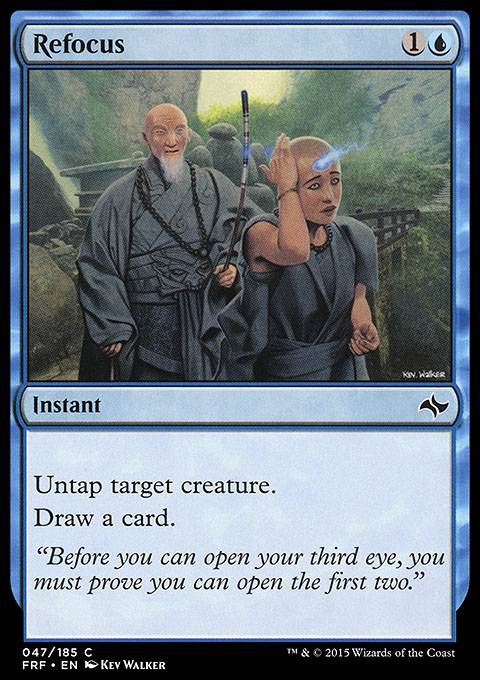 Refocus
1
Kev. Walker
Instant
Untap target creature.
Draw a card.
“Before you can open your third eye, you
must prove you can open the first two.”
047/185 C
FRF • EN Kev Walker
™ & © 2015 Wizards of the Coast